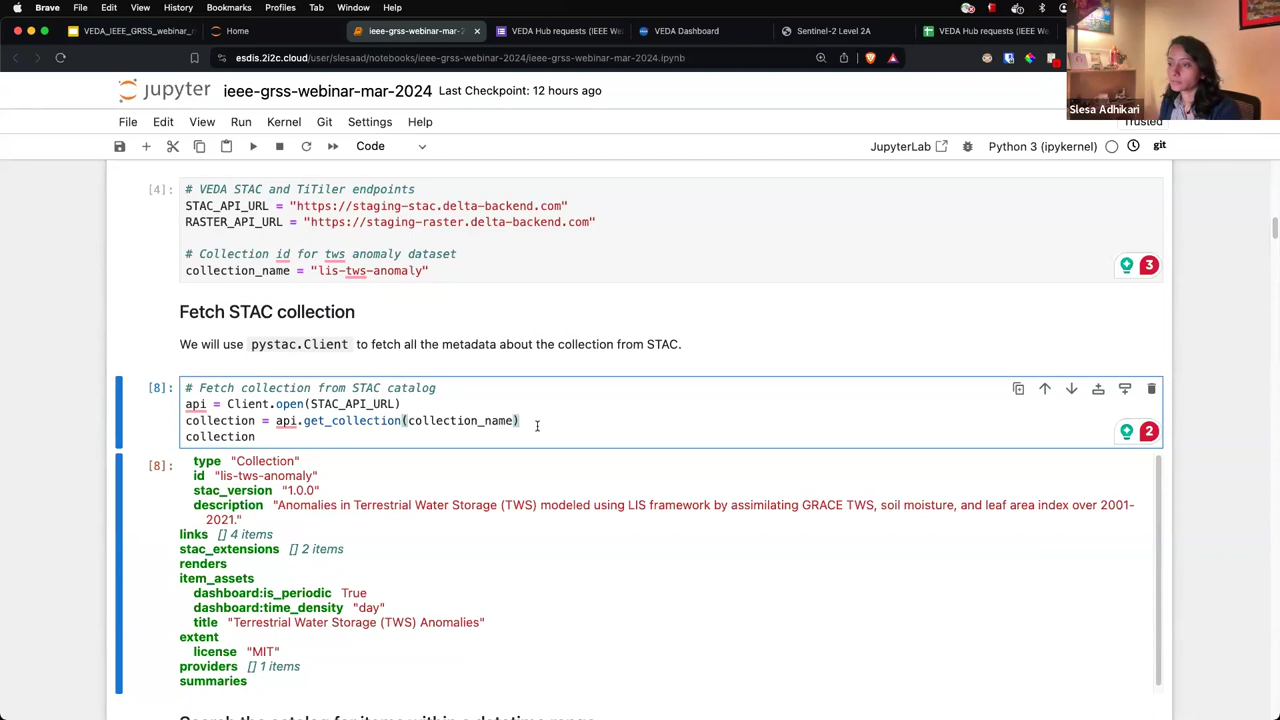 Brave File Edit View History Bookmarks Profiles Tab Window Help
VEDA_IEEE_GRSS_webinar_m
Home
ieee-grss-webinar-mar-2
VEDA Hub requests (IEEE We
VEDA Dashboard
Sentinel-2 Level 2A
VEDA Hub requests (IEEE W
esdis.2i2c.cloud/user/slesaad/notebooks/ieee-grss-webinar-2024/ieee-grss-webinar-mar-2024.ipynb
jupyter ieee-grss-webinar-mar-2024 Last Checkpoint: 12 hours ago
Slesa Adhikari
File Edit View Run Kernel Git Settings Help
Trusted
Code
JupyterLab Python 3 (ipykernel) git
[4]: # VEDA STAC and TiTiler endpoints
STAC_API_URL = "https://staging-stac.delta-backend.com"
RASTER_API_URL = "https://staging-raster.delta-backend.com"
# Collection id for tws anomaly dataset
collection_name = "lis-tws-anomaly"
3
Fetch STAC collection
We will use pystac.Client to fetch all the metadata about the collection from STAC.
[8]: # Fetch collection from STAC catalog
api = Client.open(STAC_API_URL)
collection = api.get_collection(collection_name)
collection
2
[8]: type "Collection"
id "lis-tws-anomaly"
stac_version "1.0.0"
description "Anomalies in Terrestrial Water Storage (TWS) modeled using LIS framework by assimilating GRACE TWS, soil moisture, and leaf area index over 2001-
2021."
links [] 4 items
stac_extensions [] 2 items
renders
item_assets
dashboard:is_periodic True
dashboard:time_density "day"
title "Terrestrial Water Storage (TWS) Anomalies"
extent
license "MIT"
providers [] 1 items
summaries